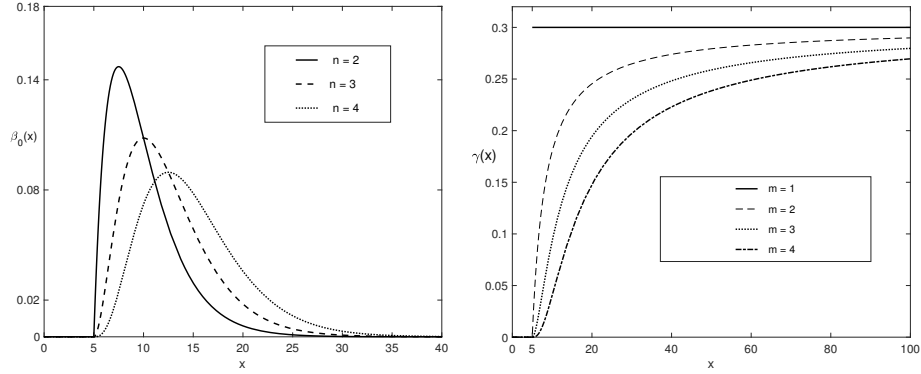 0.18
0.14
β₀(x)
0.08
0.02
0
n = 2
n = 3
n = 4
0 5 10 15 20 25 30 35 40
x
0.3
0.25
0.2
γ(x)
0.15
0.1
0.05
0
m = 1
m = 2
m = 3
m = 4
0 5 20 40 60 80 100
x